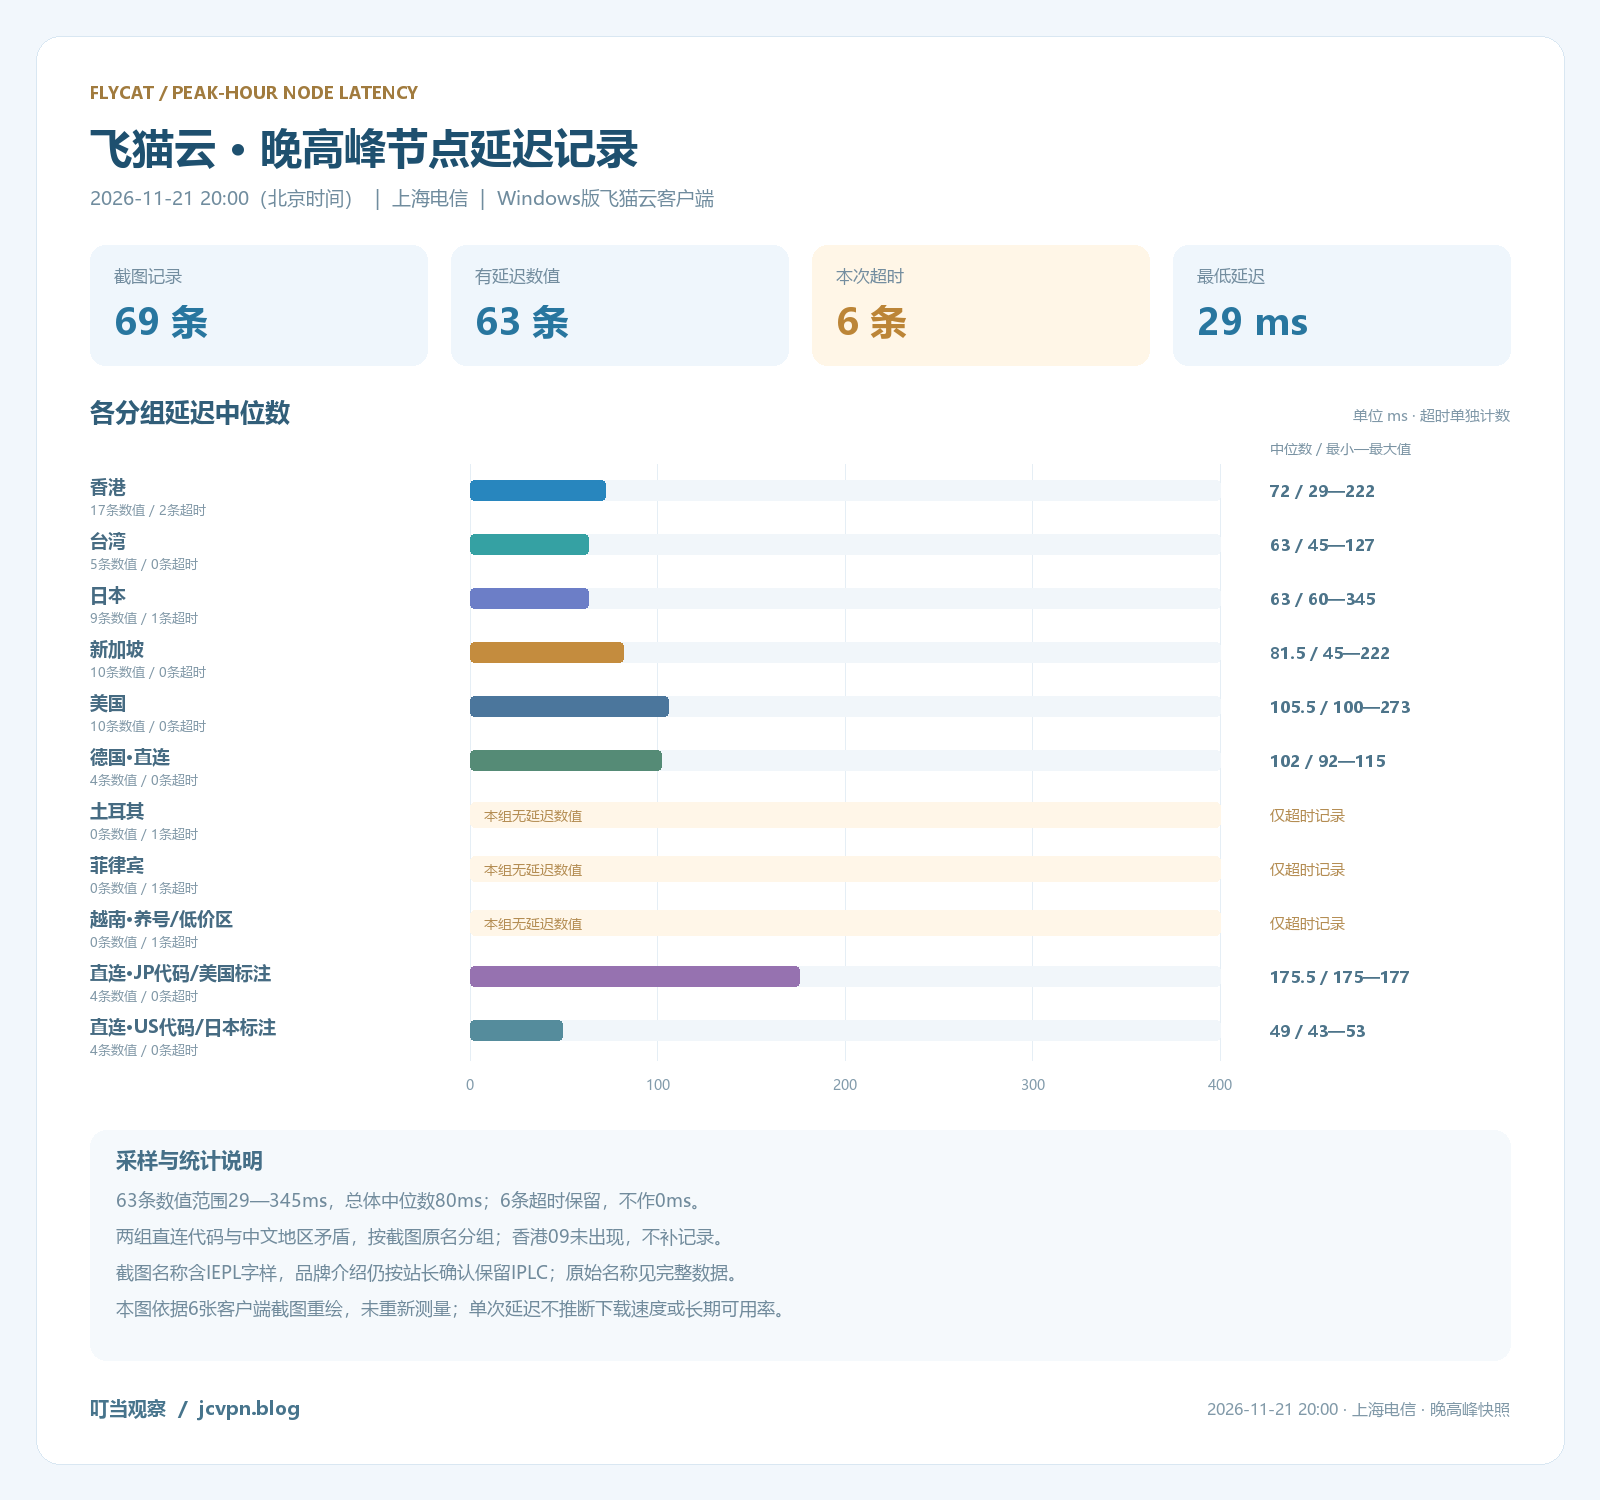 FLYCAT / PEAK-HOUR NODE LATENCY
飞猫云·晚高峰节点延迟记录
2026-11-21 20:00（北京时间） | 上海电信 | Windows版飞猫云客户端
截图记录
69 条
有延迟数值
63 条
本次超时
6 条
最低延迟
29 ms
各分组延迟中位数
单位 ms · 超时单独计数
中位数 / 最小—最大值
香港
17条数值 / 2条超时
72 / 29—222
台湾
5条数值 / 0条超时
63 / 45—127
日本
9条数值 / 1条超时
63 / 60—345
新加坡
10条数值 / 0条超时
81.5 / 45—222
美国
10条数值 / 0条超时
105.5 / 100—273
德国·直连
4条数值 / 0条超时
102 / 92—115
土耳其
0条数值 / 1条超时
本组无延迟数值
仅超时记录
菲律宾
0条数值 / 1条超时
本组无延迟数值
仅超时记录
越南·养号/低价区
0条数值 / 1条超时
本组无延迟数值
仅超时记录
直连·JP代码/美国标注
4条数值 / 0条超时
175.5 / 175—177
直连·US代码/日本标注
4条数值 / 0条超时
49 / 43—53
0 100 200 300 400
采样与统计说明
63条数值范围29—345ms，总体中位数80ms；6条超时保留，不作0ms。
两组直连代码与中文地区矛盾，按截图原名分组；香港09未出现，不补记录。
截图名称含IEPL字样，品牌介绍仍按站长确认保留IPLC；原始名称见完整数据。
本图依据6张客户端截图重绘，未重新测量；单次延迟不推断下载速度或长期可用率。
叮当观察 / jcvpn.blog
2026-11-21 20:00 · 上海电信 · 晚高峰快照